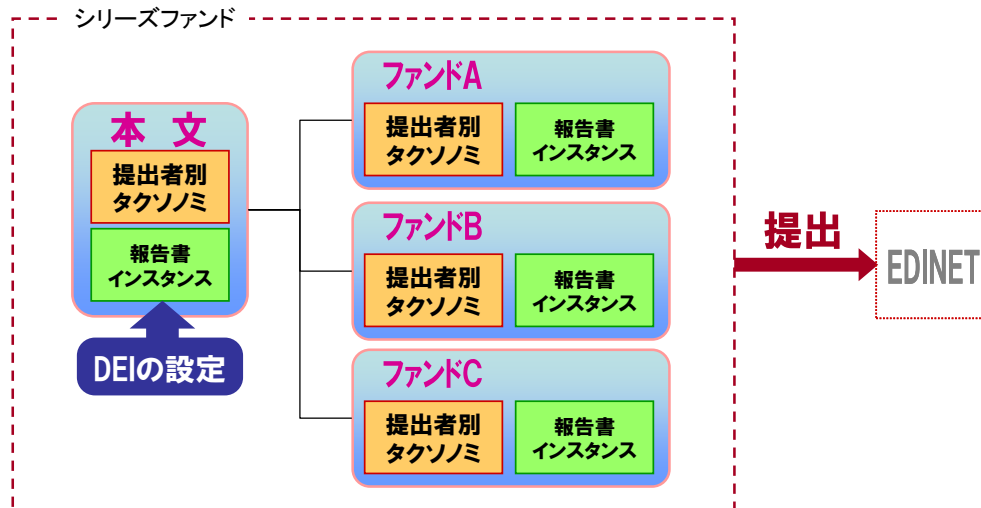 シリーズファンド
本 文
提出者別
タクソノミ
報告書
インスタンス
DEIの設定
ファンドA
提出者別
タクソノミ
報告書
インスタンス
ファンドB
提出者別
タクソノミ
報告書
インスタンス
ファンドC
提出者別
タクソノミ
報告書
インスタンス
提出
EDINET